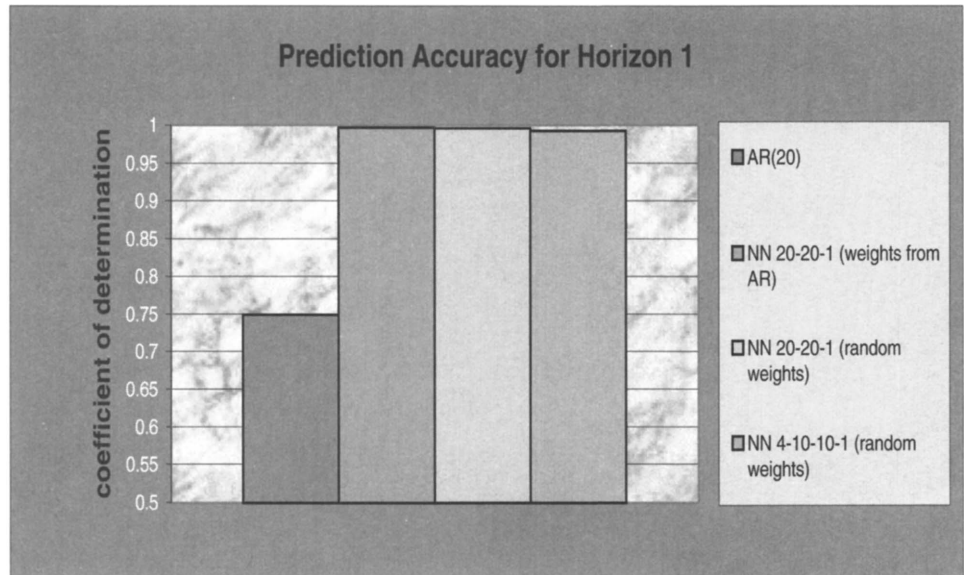 Prediction Accuracy for Horizon 1
coefficient of determination
1
0.95
0.9
0.85
0.8
0.75
0.7
0.65
0.6
0.55
0.5
AR(20)
NN 20-20-1 (weights from
AR)
NN 20-20-1 (random
weights)
NN 4-10-10-1 (random
weights)